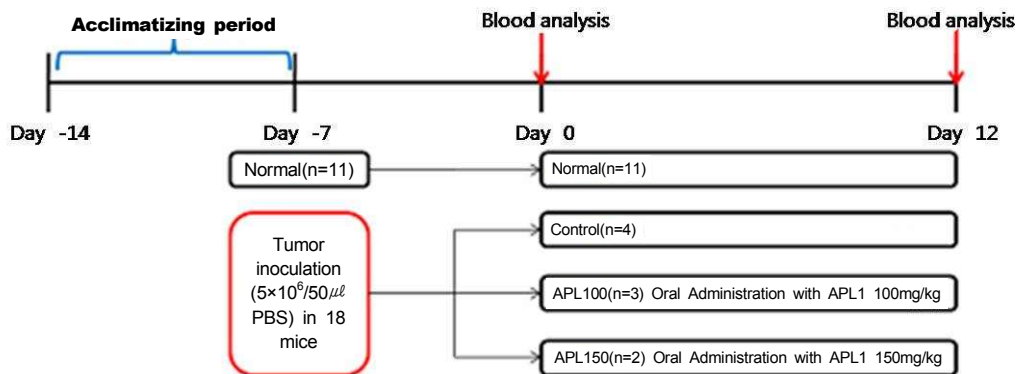 Acclimatizing period
Blood analysis
Blood analysis
Day -14
Day -7
Day 0
Day 12
Normal(n=11)
Normal(n=11)
Tumor
inoculation
(5×10⁶/50㎕
PBS) in 18
mice
Control(n=4)
APL100(n=3) Oral Administration with APL1 100mg/kg
APL150(n=2) Oral Administration with APL1 150mg/kg